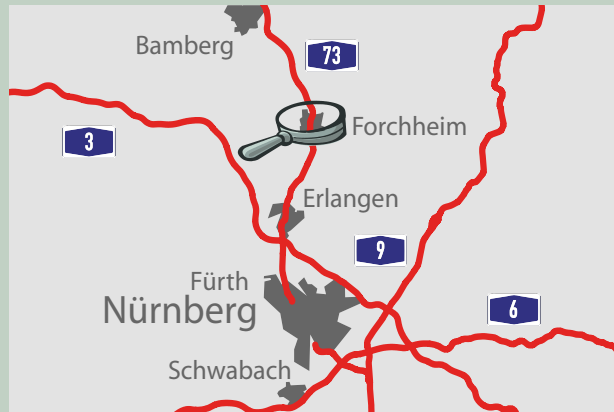 Bamberg
73
Forchheim
3
Erlangen
9
Fürth
Nürnberg
6
Schwabach